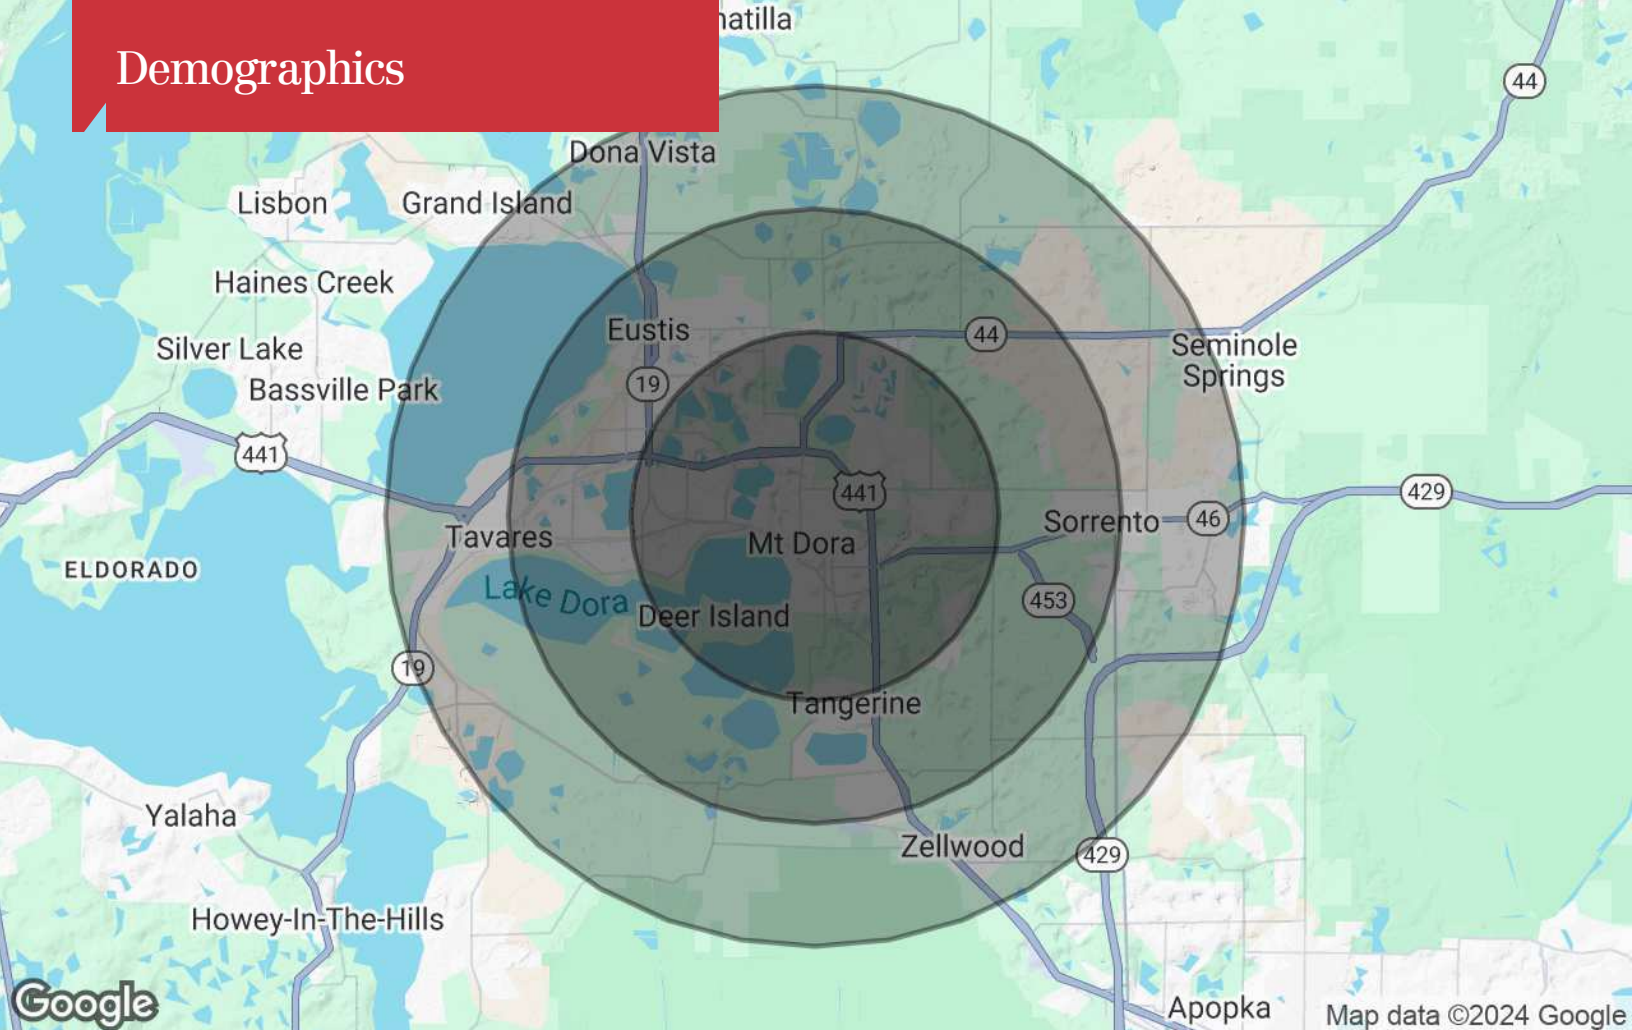 Demographics
44
Dona Vista
Lisbon
Grand Island
Haines Creek
Eustis
44
Silver Lake
Seminole
Springs
Bassville Park
19
441
441
429
Sorrento
46
Tavares
Mt Dora
ELDORADO
Lake Dora
453
Deer Island
19
Tangerine
Yalaha
Zellwood
429
Howey-In-The-Hills
Google
Apopka
Map data ©2024 Google